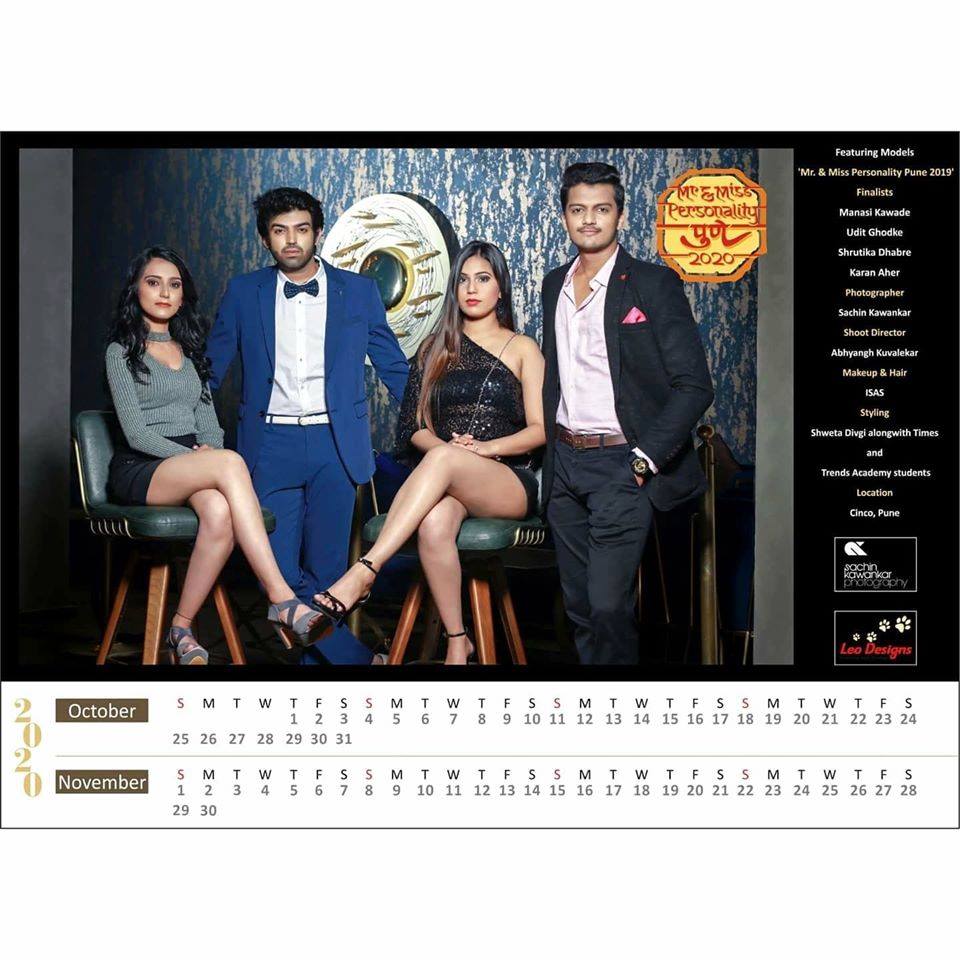 Mr & Miss
Personality
पुणे
2020
Featuring Models
'Mr. & Miss Personality Pune 2019'
Finalists
Manasi Kawade
Udit Ghodke
Shrutika Dhabre
Karan Aher
Photographer
Sachin Kawankar
Shoot Director
Abhyangh Kuvalekar
Makeup & Hair
ISAS
Styling
Shweta Divgi alongwith Times
and
Trends Academy students
Location
Cinco, Pune
sachin
kawankar
photography
Leo Designs
2020
October
S M T W T F S S M T W T F S S M T W T F S S M T W T F S
1 2 3 4 5 6 7 8 9 10 11 12 13 14 15 16 17 18 19 20 21 22 23 24
25 26 27 28 29 30 31
November
S M T W T F S S M T W T F S S M T W T F S S M T W T F S
1 2 3 4 5 6 7 8 9 10 11 12 13 14 15 16 17 18 19 20 21 22 23 24 25 26 27 28
29 30